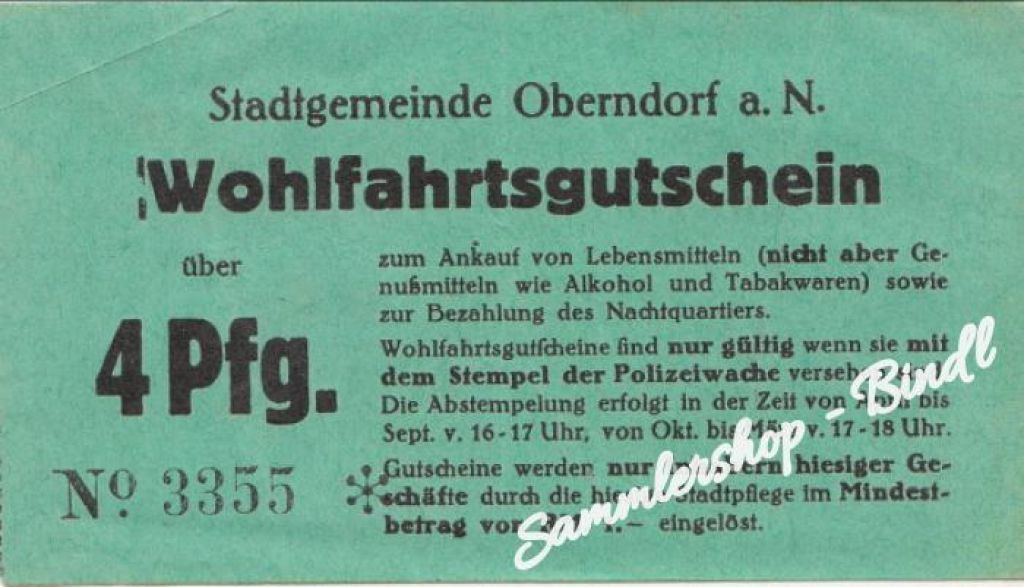 Stadtgemeinde Oberndorf a. N.
Wohlfahrtsgutschein
über
4 Pfg.
zum Ankauf von Lebensmitteln (nicht aber Ge-
nußmitteln wie Alkohol und Tabakwaren) sowie
zur Bezahlung des Nachtquartiers.
Wohlfahrtsgutscheine sind nur gültig wenn sie mit
dem Stempel der Polizeiwache
Die Abstempelung erfolgt in der Zeit von April bis
Sept. v. 16-17 Uhr, von Okt. bis v. 17-18 Uhr.
Gutscheine werden nur hiesiger Ge-
schäfte durch die Stadtpflege im Mindest-
betrag von eingelöst.
No. 3355
Sammlershop - Bindl